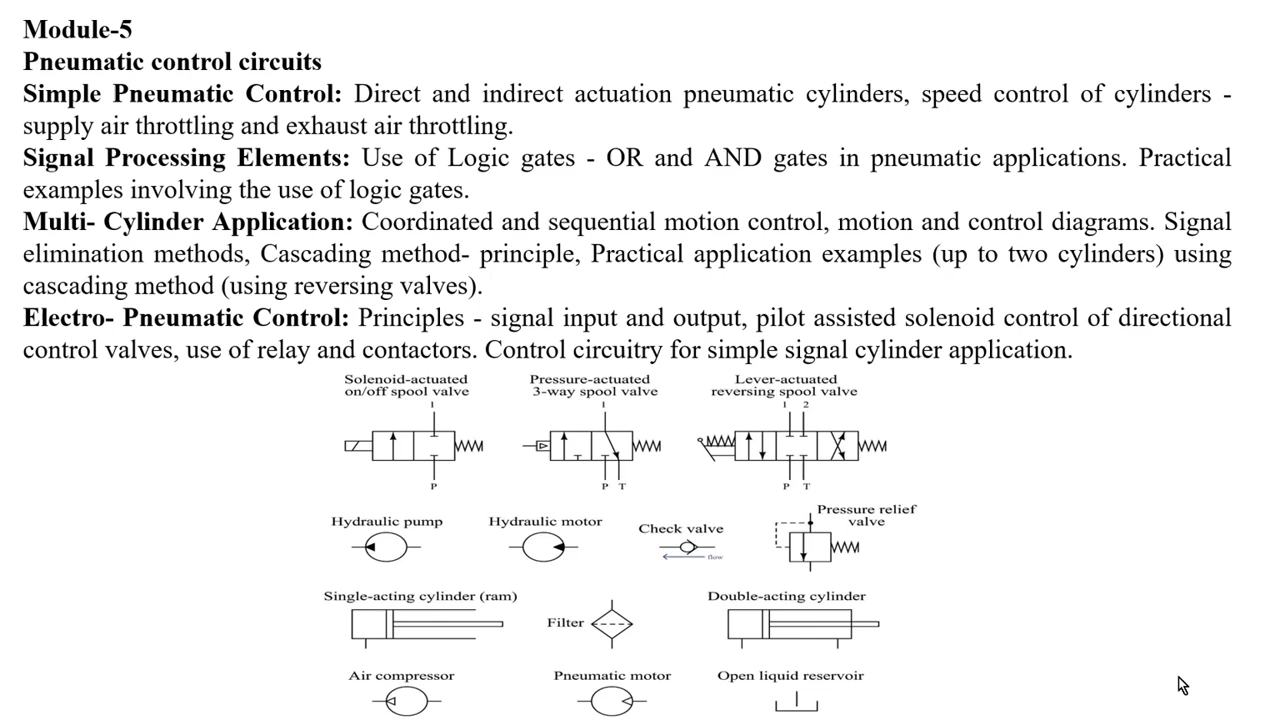 Module-5
Pneumatic control circuits
Simple Pneumatic Control: Direct and indirect actuation pneumatic cylinders, speed control of cylinders -
supply air throttling and exhaust air throttling.
Signal Processing Elements: Use of Logic gates - OR and AND gates in pneumatic applications. Practical
examples involving the use of logic gates.
Multi- Cylinder Application: Coordinated and sequential motion control, motion and control diagrams. Signal
elimination methods, Cascading method- principle, Practical application examples (up to two cylinders) using
cascading method (using reversing valves).
Electro- Pneumatic Control: Principles - signal input and output, pilot assisted solenoid control of directional
control valves, use of relay and contactors. Control circuitry for simple signal cylinder application.
Solenoid-actuated
on/off spool valve
1
P
Pressure-actuated
3-way spool valve
1
P T
Lever-actuated
reversing spool valve
1 2
P T
Hydraulic pump
Hydraulic motor
Check valve
flow
Pressure relief
valve
Single-acting cylinder (ram)
Filter
Double-acting cylinder
Air compressor
Pneumatic motor
Open liquid reservoir